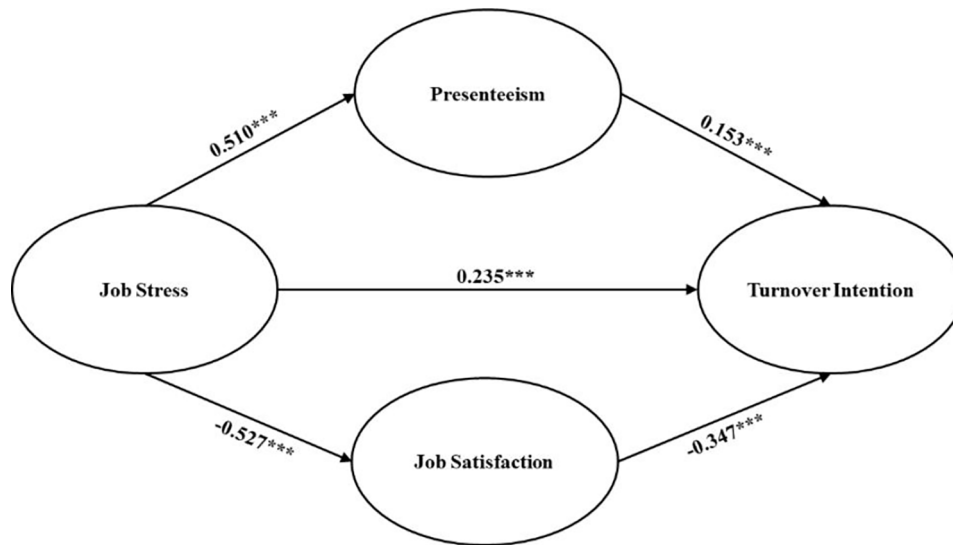 Presenteeism
0.510***
0.153***
Job Stress
0.235***
Turnover Intention
-0.527***
-0.347***
Job Satisfaction